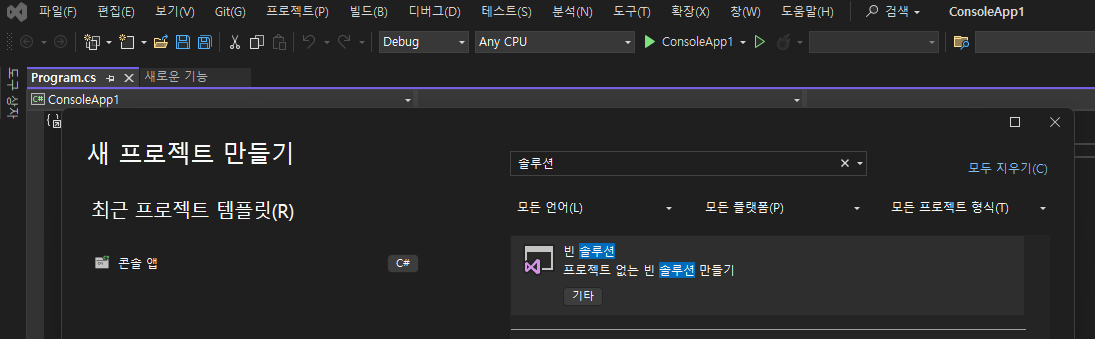 파일(F) 편집(E) 보기(V) Git(G) 프로젝트(P) 빌드(B) 디버그(D) 테스트(S) 분석(N) 도구(T) 확장(X) 창(W) 도움말(H) 검색 ConsoleApp1
Debug Any CPU ConsoleApp1
도구 상자
Program.cs 새로운 기능
C# ConsoleApp1
새 프로젝트 만들기
솔루션
모두 지우기(C)
최근 프로젝트 템플릿(R)
모든 언어(L) 모든 플랫폼(P) 모든 프로젝트 형식(T)
콘솔 앱 C#
빈 솔루션
프로젝트 없는 빈 솔루션 만들기
기타